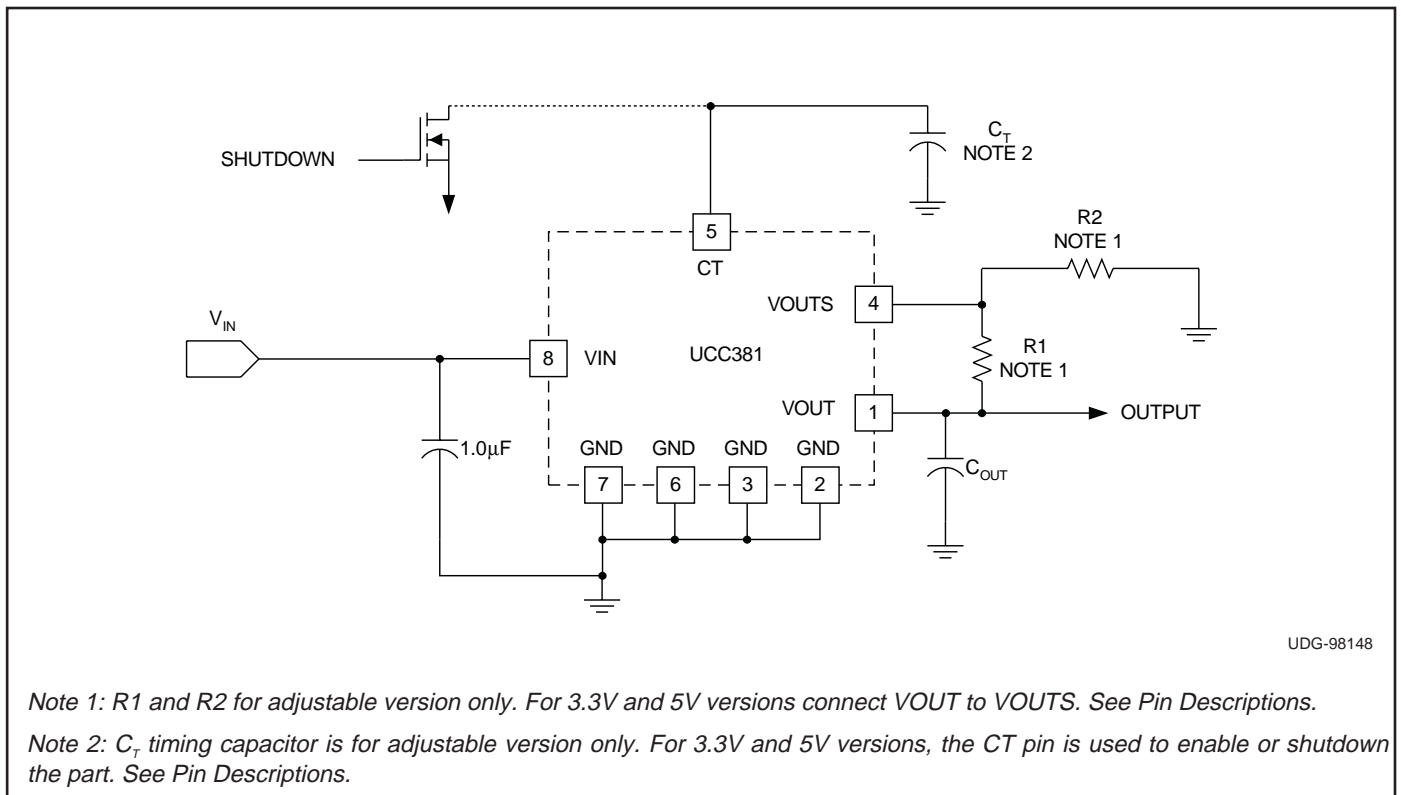 SHUTDOWN
C_T
NOTE 2
5
CT
R2
NOTE 1
VOUTS
4
V_IN
8
VIN
UCC381
R1
NOTE 1
VOUT
1
OUTPUT
1.0µF
GND
GND
GND
GND
7
6
3
2
C_OUT
UDG-98148
Note 1: R1 and R2 for adjustable version only. For 3.3V and 5V versions connect VOUT to VOUTS. See Pin Descriptions.
Note 2: C_T timing capacitor is for adjustable version only. For 3.3V and 5V versions, the CT pin is used to enable or shutdown
the part. See Pin Descriptions.